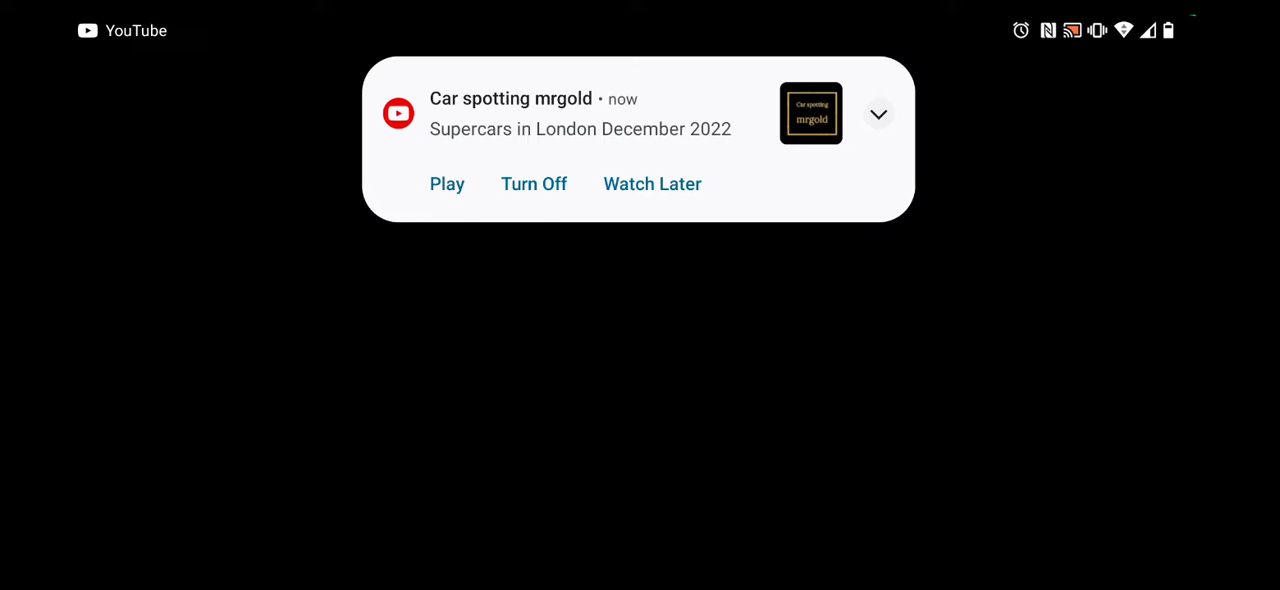 YouTube
Car spotting mrgold • now
Supercars in London December 2022
Car spotting
mrgold
Play Turn Off Watch Later